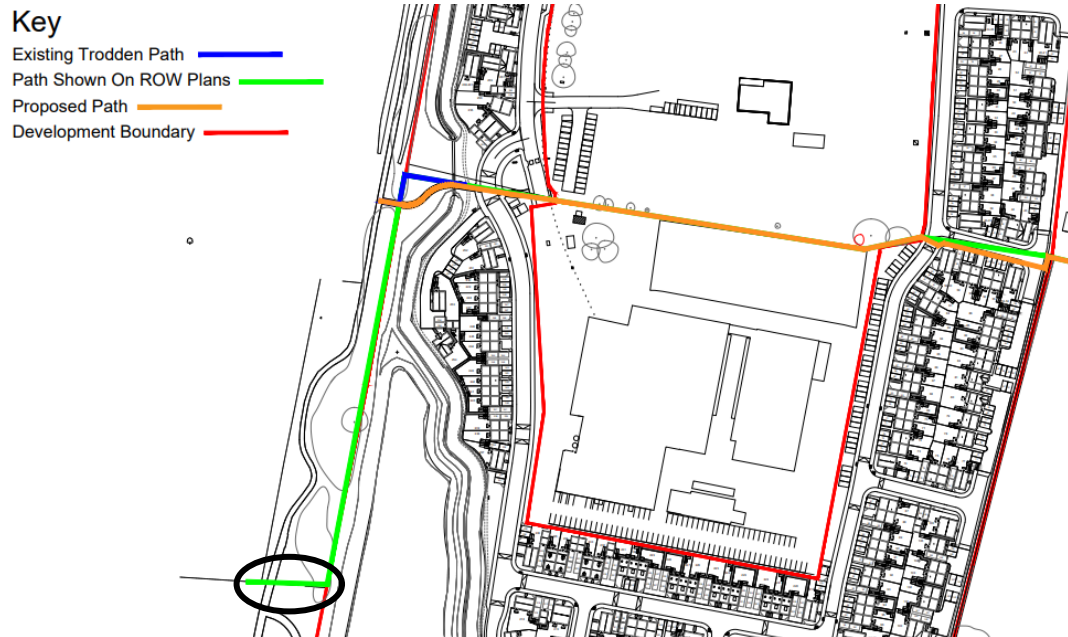 Key
Existing Trodden Path
Path Shown On ROW Plans
Proposed Path
Development Boundary